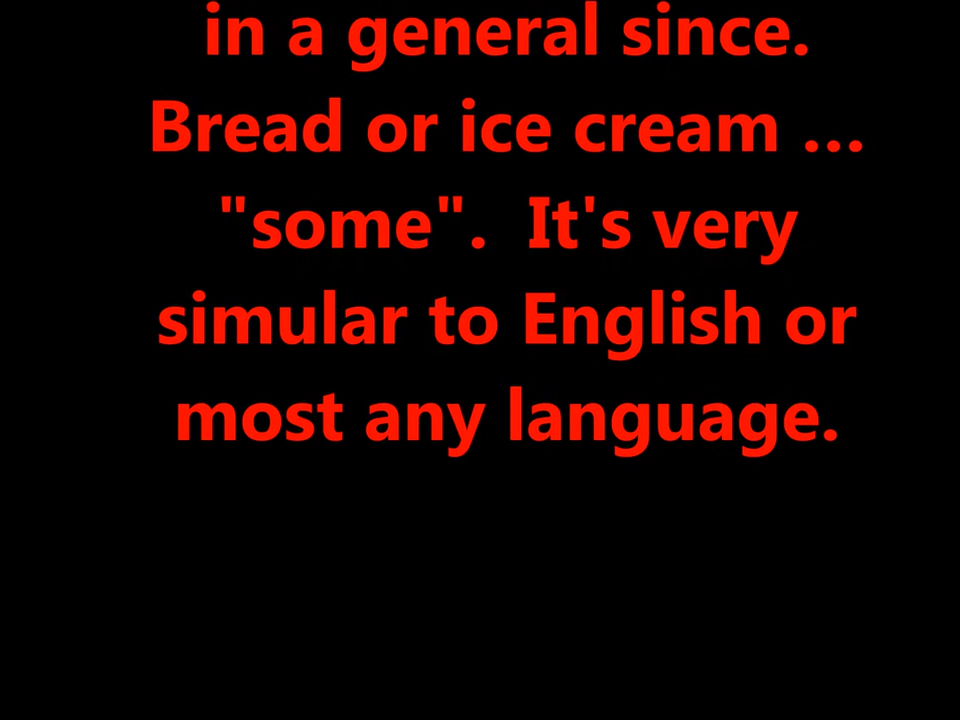 in a general since.
Bread or ice cream ...
"some".  It's very
simular to English or
most any language.